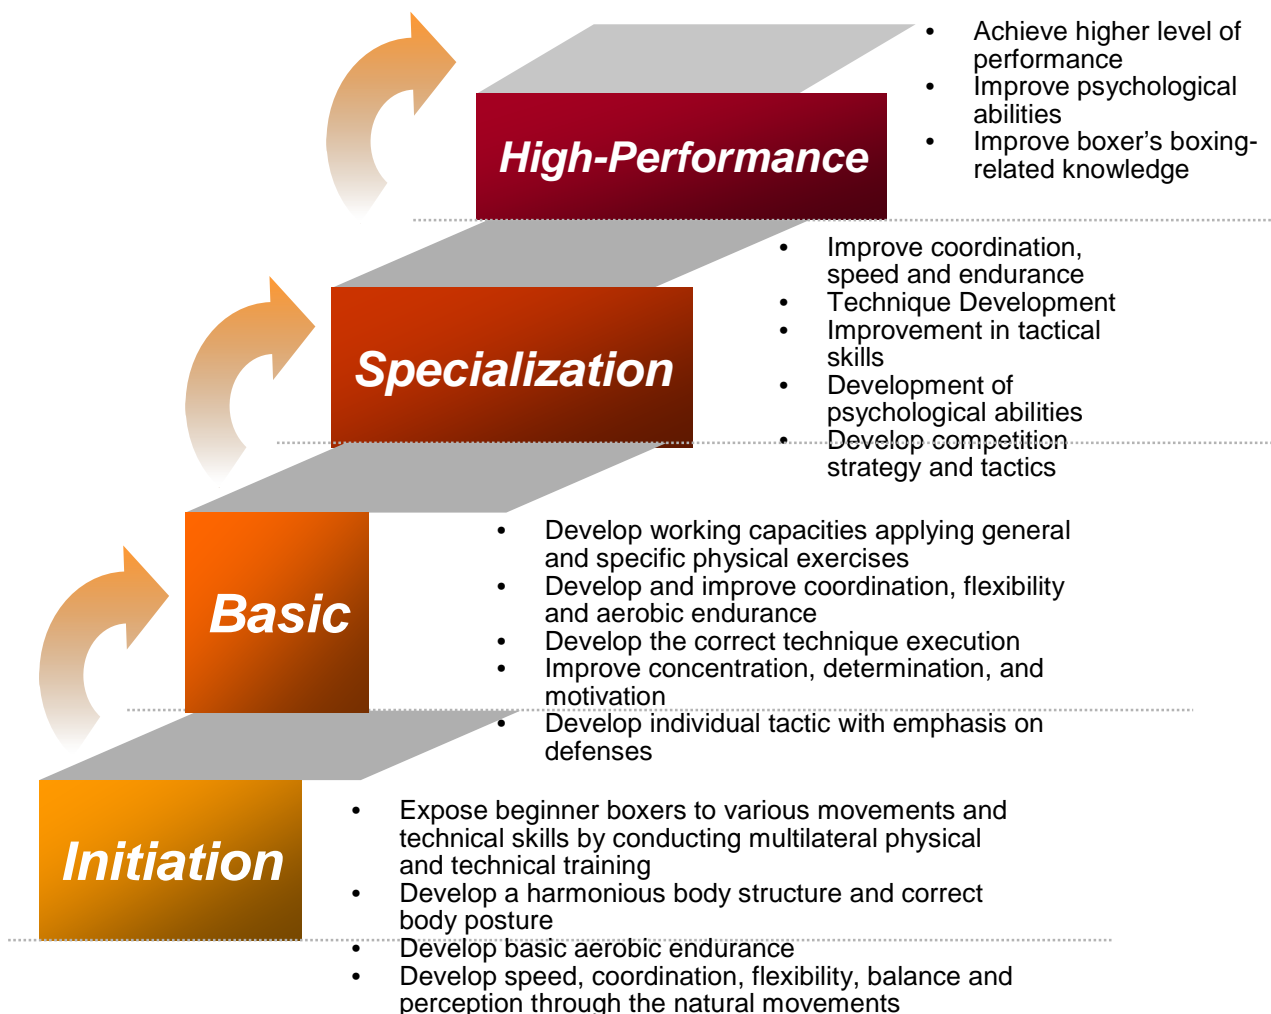 • Achieve higher level of
performance
• Improve psychological
abilities
• Improve boxer’s boxing-
related knowledge
High-Performance
• Improve coordination,
speed and endurance
• Technique Development
• Improvement in tactical
skills
• Development of
psychological abilities
• Develop competition
strategy and tactics
Specialization
• Develop working capacities applying general
and specific physical exercises
• Develop and improve coordination, flexibility
and aerobic endurance
• Develop the correct technique execution
• Improve concentration, determination, and
motivation
• Develop individual tactic with emphasis on
defenses
Basic
• Expose beginner boxers to various movements and
technical skills by conducting multilateral physical
and technical training
• Develop a harmonious body structure and correct
body posture
• Develop basic aerobic endurance
• Develop speed, coordination, flexibility, balance and
perception through the natural movements
Initiation